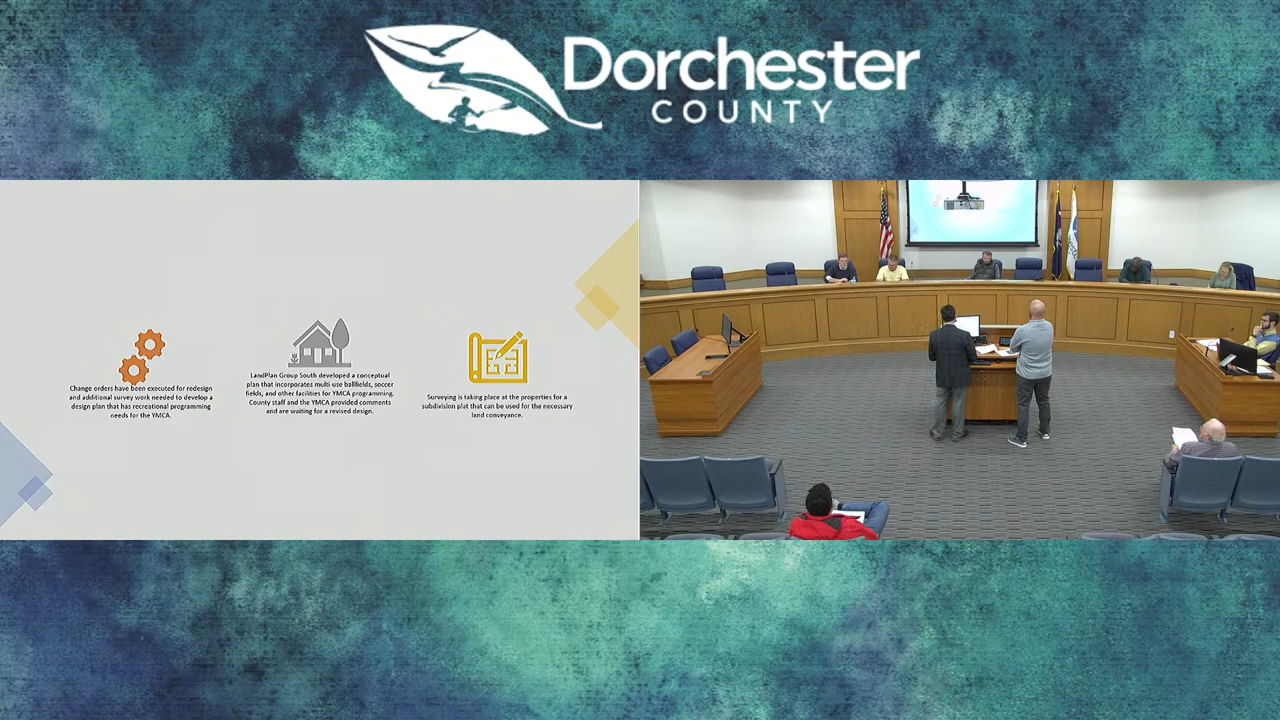 Dorchester
COUNTY
Change orders have been executed for redesign
and additional survey work needed to develop a
design plan that has recreational programming
needs for the YMCA.
LandPlan Group South developed a conceptual
plan that incorporates multi-use ballfields, soccer
fields, and other facilities for YMCA programming.
County staff and the YMCA provided comments
and are waiting for a revised design.
Surveying is taking place at the properties for a
subdivision plat that can be used for the necessary
land conveyance.